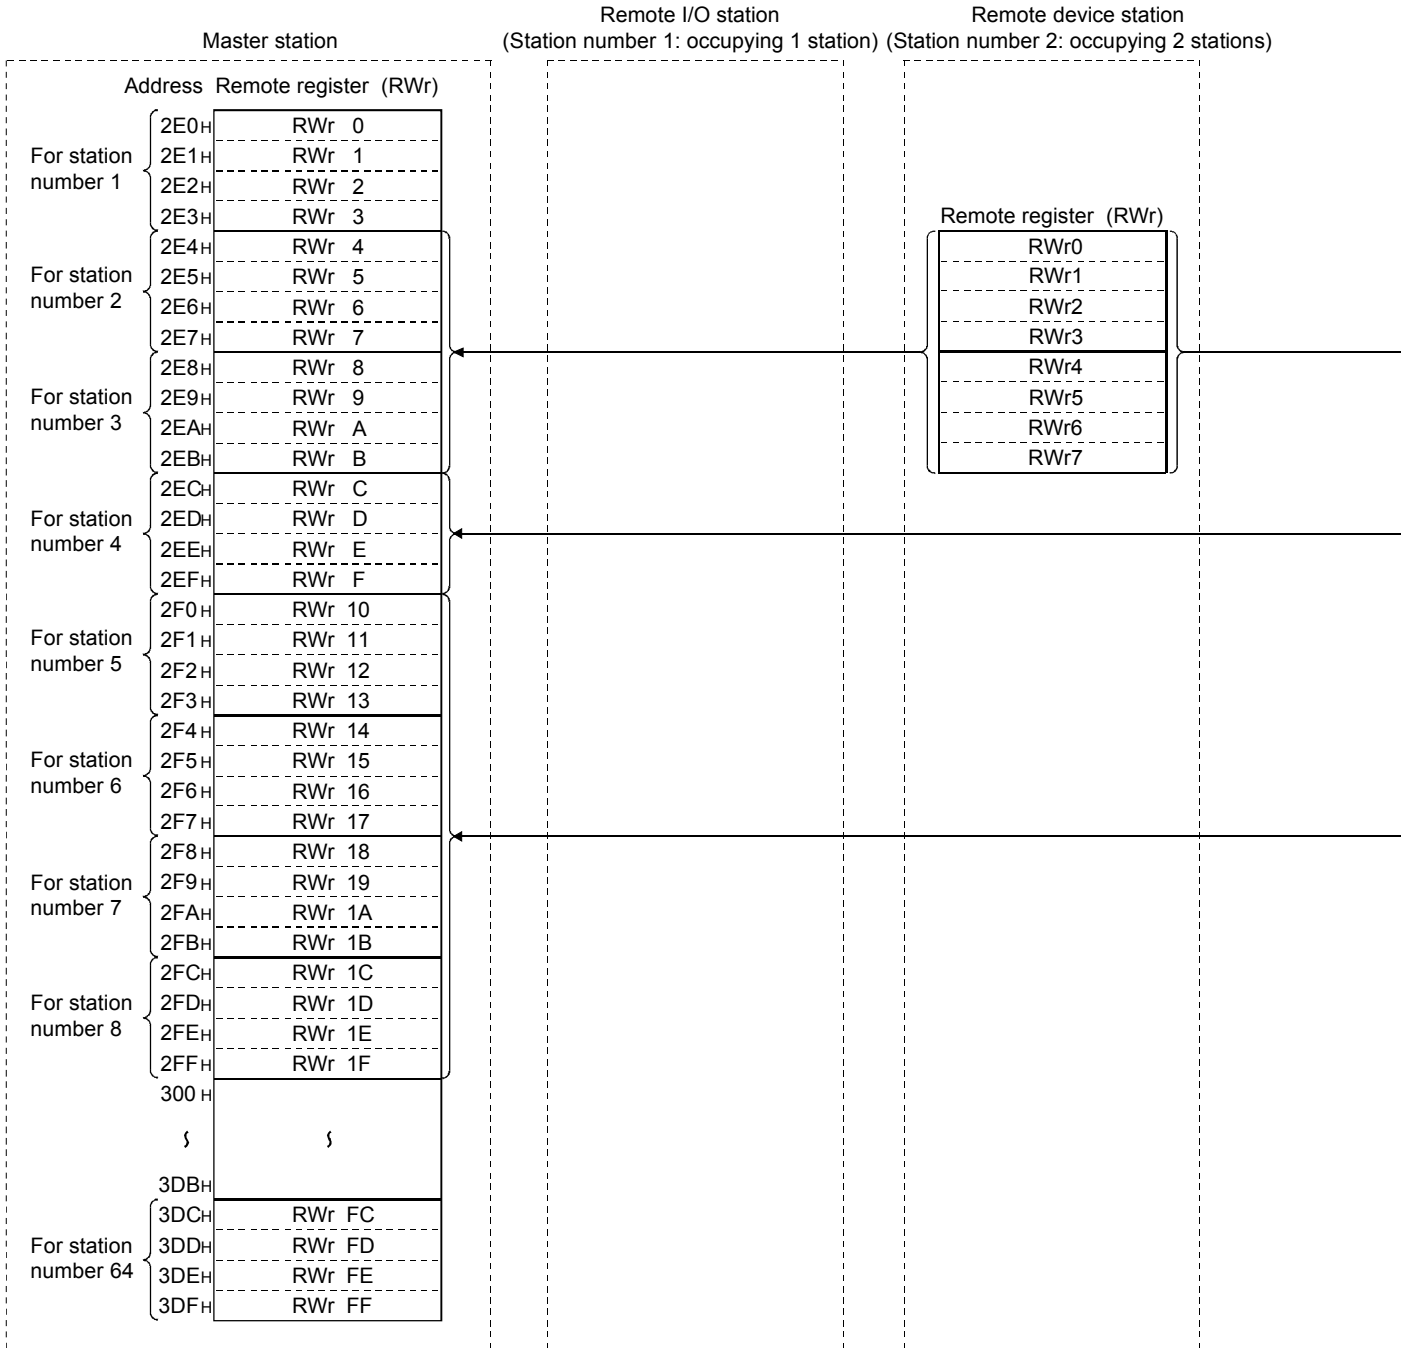 Remote I/O station
Remote device station
Master station
(Station number 1: occupying 1 station)
(Station number 2: occupying 2 stations)
Address Remote register (RWr)
2E0H RWr 0
For station number 1
2E1H RWr 1
2E2H RWr 2
2E3H RWr 3
2E4H RWr 4
For station number 2
2E5H RWr 5
2E6H RWr 6
2E7H RWr 7
2E8H RWr 8
For station number 3
2E9H RWr 9
2EAH RWr A
2EBH RWr B
2ECH RWr C
For station number 4
2EDH RWr D
2EEH RWr E
2EFH RWr F
2F0H RWr 10
For station number 5
2F1H RWr 11
2F2H RWr 12
2F3H RWr 13
2F4H RWr 14
For station number 6
2F5H RWr 15
2F6H RWr 16
2F7H RWr 17
2F8H RWr 18
For station number 7
2F9H RWr 19
2FAH RWr 1A
2FBH RWr 1B
2FCH RWr 1C
For station number 8
2FDH RWr 1D
2FEH RWr 1E
2FFH RWr 1F
300H
3DBH
3DCH RWr FC
For station number 64
3DDH RWr FD
3DEH RWr FE
3DFH RWr FF
Remote register (RWr)
RWr0
RWr1
RWr2
RWr3
RWr4
RWr5
RWr6
RWr7